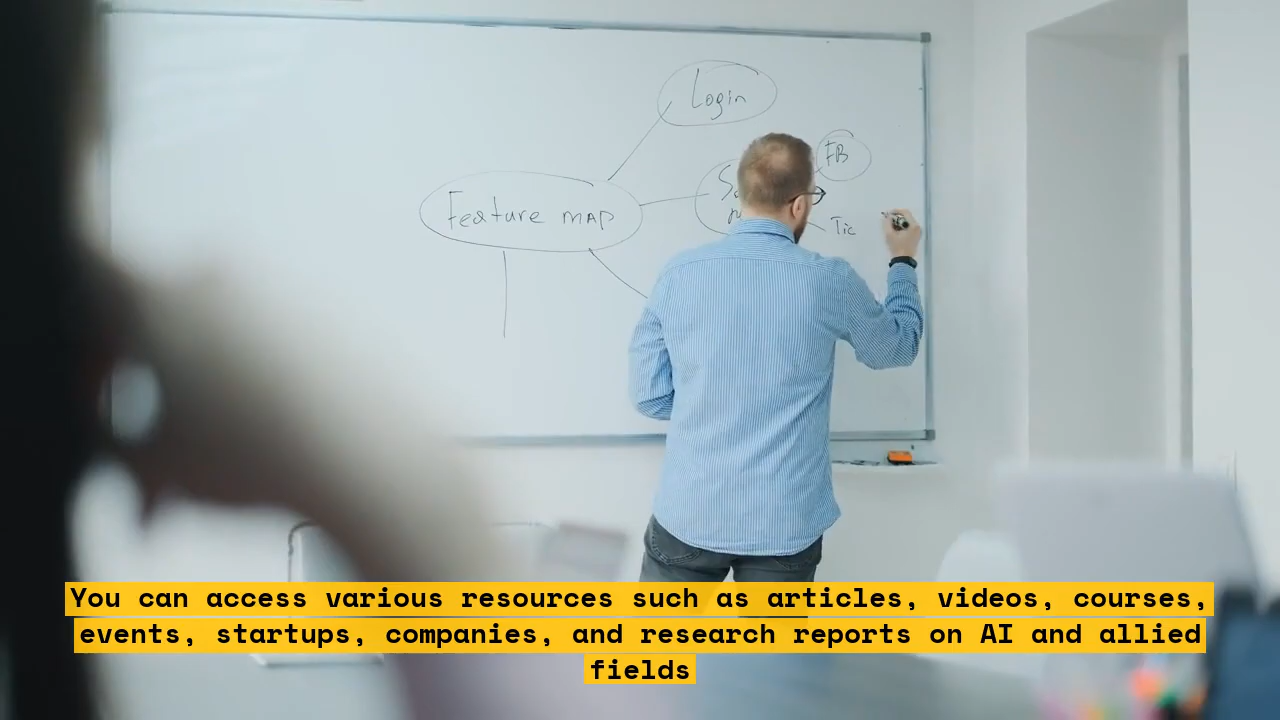 Login
FB
Feature MAP
Tic
You can access various resources such as articles, videos, courses,
events, startups, companies, and research reports on AI and allied
fields